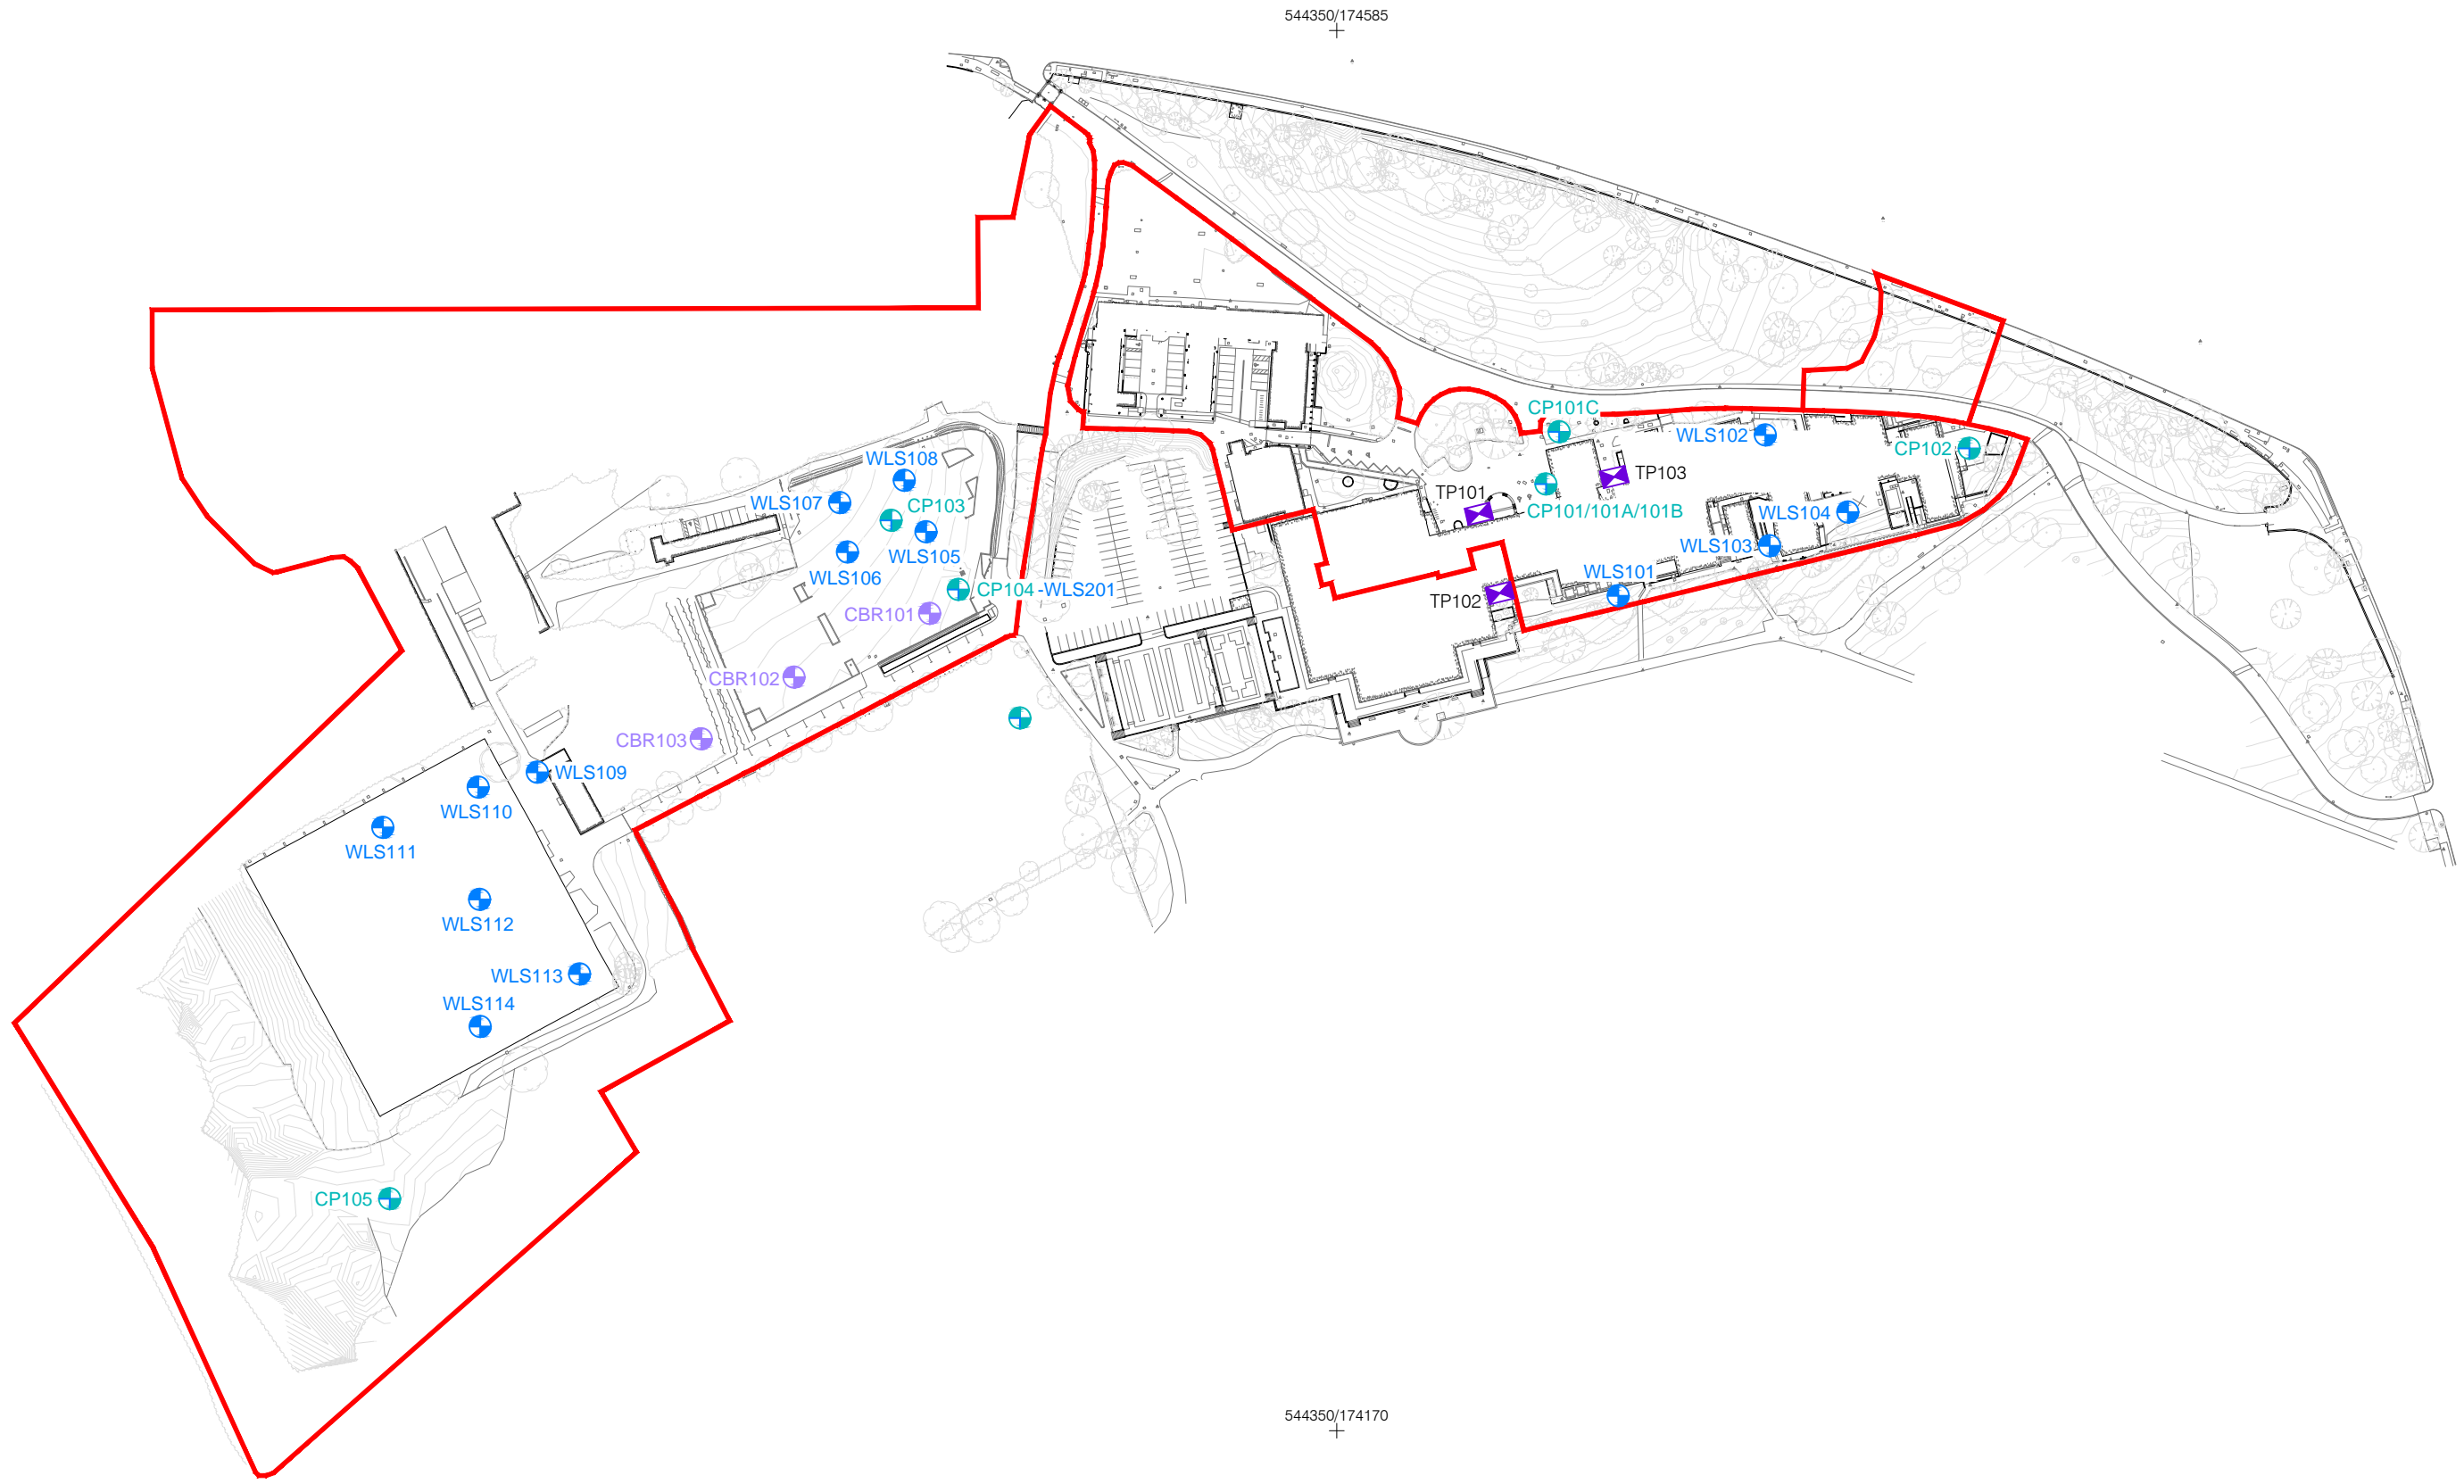 544350/174585
CP101C
WLS102
CP102
WLS108
TP103
TP101
WLS107
CP103
CP101/101A/101B
WLS104
WLS105
WLS103
WLS106
WLS101
CP104 -WLS201
TP102
CBR101
CBR102
CBR103
WLS109
WLS110
WLS111
WLS112
WLS113
WLS114
CP105
544350/174170